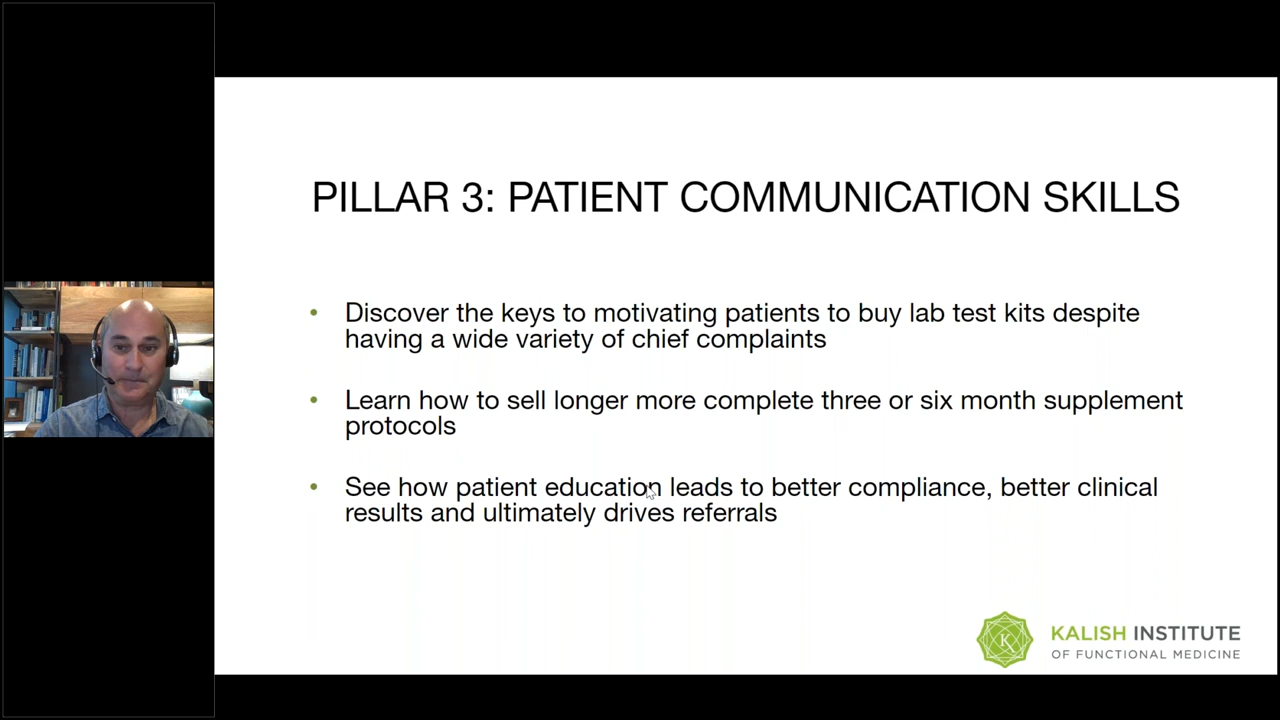 PILLAR 3: PATIENT COMMUNICATION SKILLS
• Discover the keys to motivating patients to buy lab test kits despite
having a wide variety of chief complaints
• Learn how to sell longer more complete three or six month supplement
protocols
• See how patient education leads to better compliance, better clinical
results and ultimately drives referrals
K
KALISH INSTITUTE
OF FUNCTIONAL MEDICINE